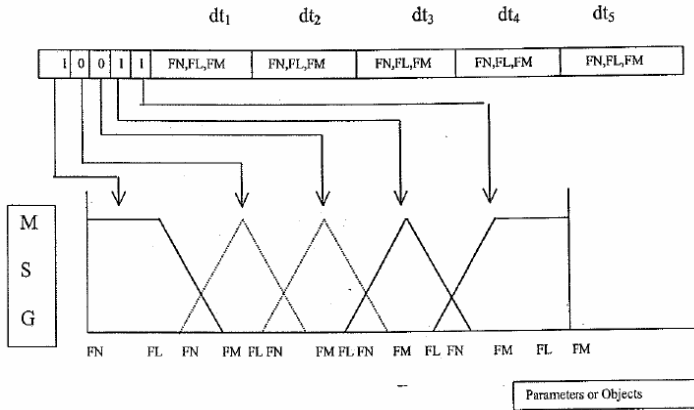 dt₁ dt₂ dt₃ dt₄ dt₅
1 0 0 1 1 FN,FL,FM FN,FL,FM FN,FL,FM FN,FL,FM FN,FL,FM
M
S
G
FN FL FN FM FL FN FM FL FN FM FL FN FM FL FM
Parameters or Objects